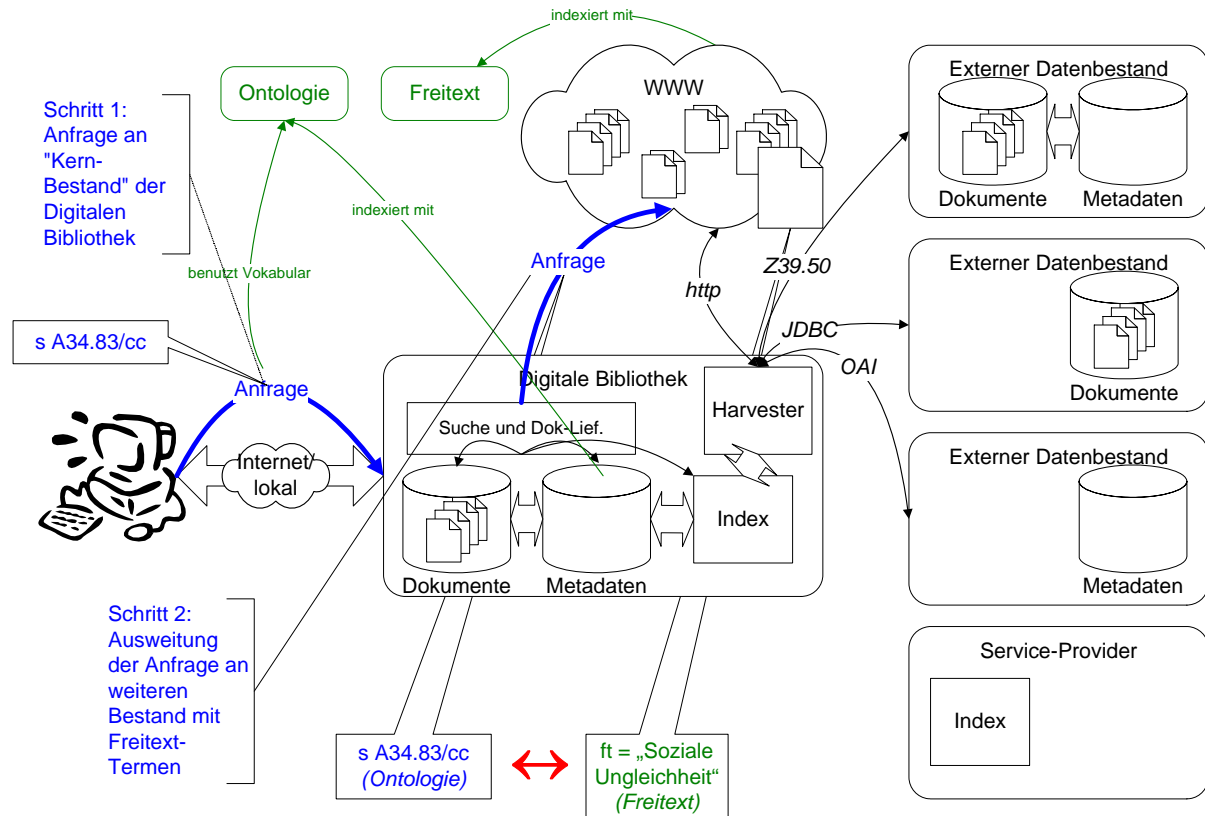 indexiert mit
Ontologie
Freitext
WWW
Schritt 1:
Anfrage an
"Kern-
Bestand" der
Digitalen
Bibliothek
indexiert mit
benutzt Vokabular
s A34.83/cc
Anfrage
Internet/
lokal
Anfrage
http
Z39.50
JDBC
OAI
Digitale Bibliothek
Suche und Dok-Lief.
Harvester
Index
Dokumente
Metadaten
Externer Datenbestand
Dokumente
Metadaten
Externer Datenbestand
Dokumente
Externer Datenbestand
Metadaten
Service-Provider
Index
Schritt 2:
Ausweitung
der Anfrage an
weiteren
Bestand mit
Freitext-
Termen
s A34.83/cc
(Ontologie)
ft = „Soziale
Ungleichheit“
(Freitext)